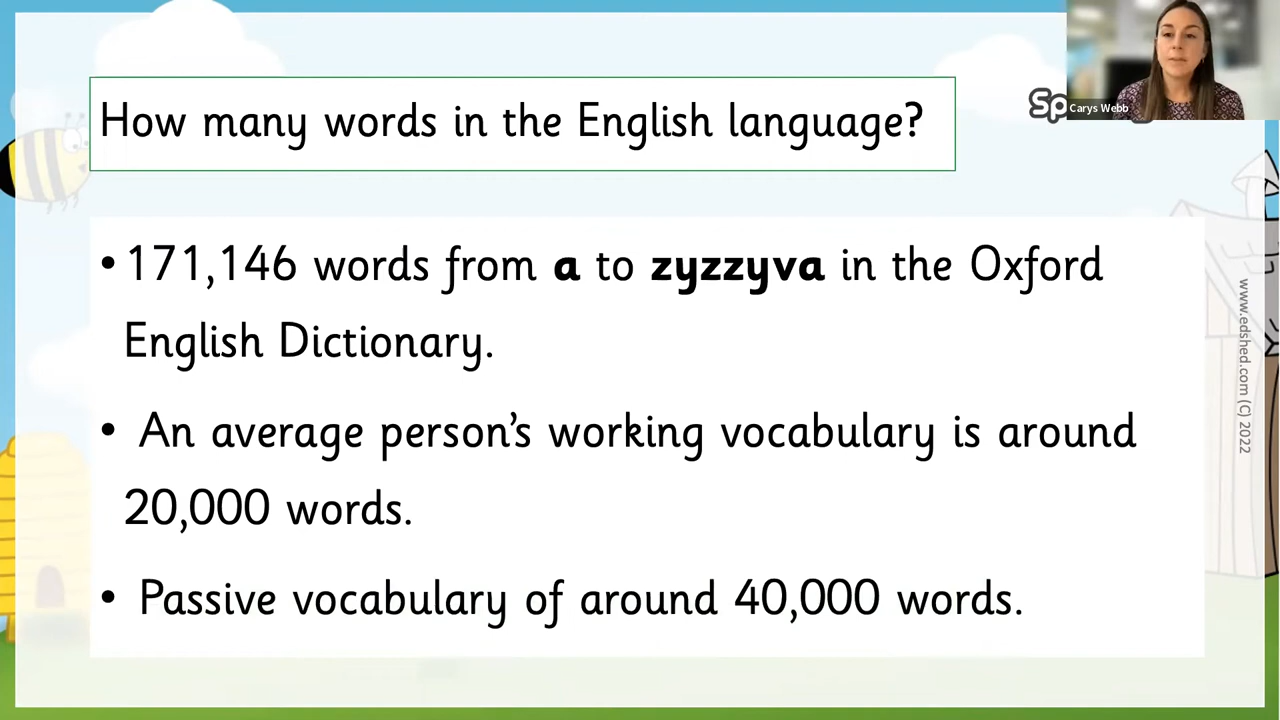 How many words in the English language?
Sp
Carys Webb
• 171,146 words from a to zyzzyva in the Oxford
English Dictionary.
• An average person’s working vocabulary is around
20,000 words.
• Passive vocabulary of around 40,000 words.
www.edshed.com (C) 2022